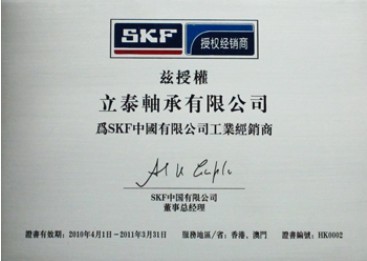 SKF 授权经销商
兹授權
立泰軸承有限公司
爲SKF中國有限公司工業經銷商
SKF中国有限公司
董事总经理
證書有效期：2010年4月1日－2011年3月31日 服務地區/省：香港、澳門 證書編號：HK0002